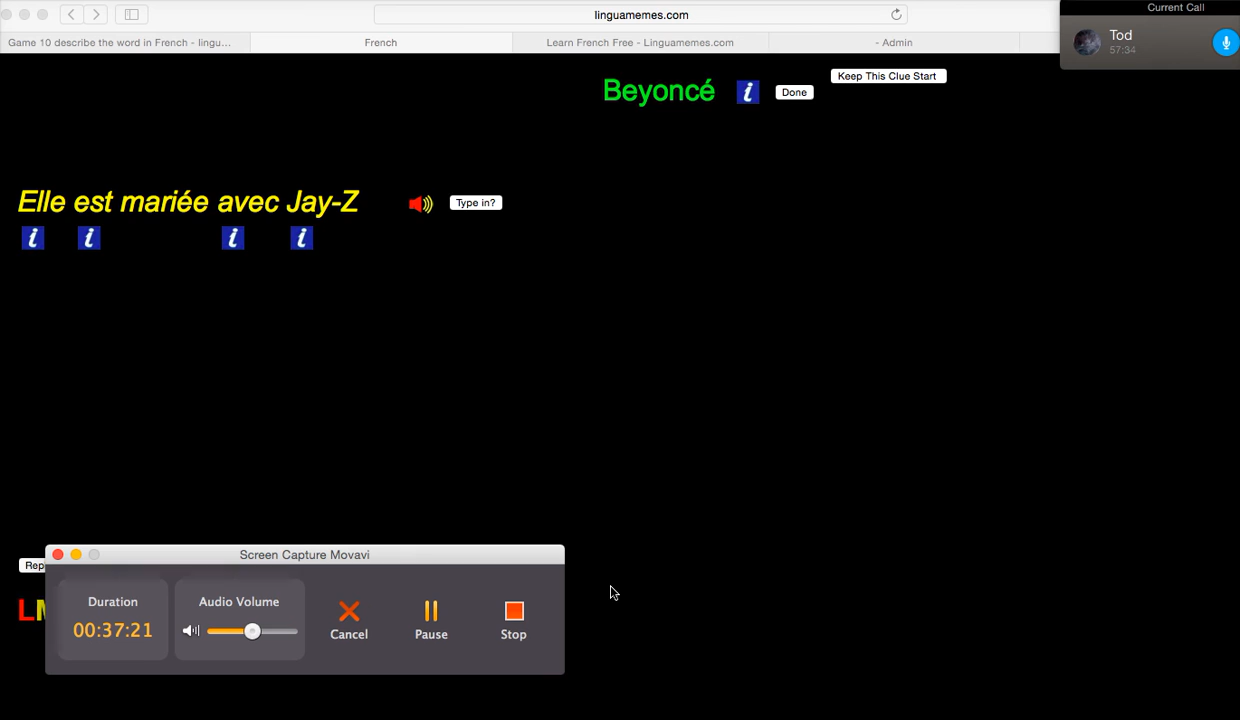 linguamemes.com
Current Call
Game 10 describe the word in French - lingu...
French
Learn French Free - Linguamemes.com
- Admin
Tod
57:34
Beyoncé
i
Done
Keep This Clue Start
Elle est mariée avec Jay-Z
Type in?
i i i i
Screen Capture Movavi
Rep
Duration
00:37:21
Audio Volume
Cancel
Pause
Stop
LM